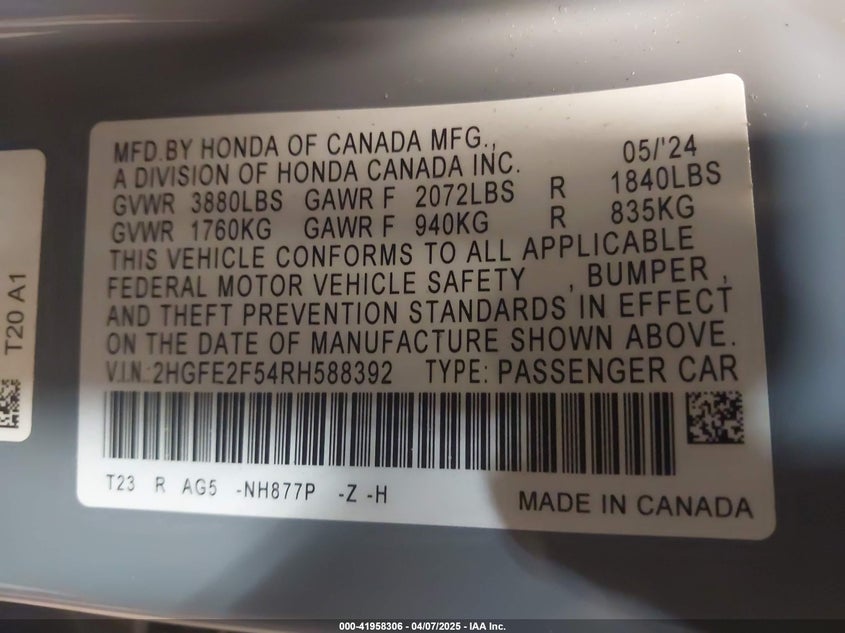 MFD.BY HONDA OF CANADA MFG., 05/'24
A DIVISION OF HONDA CANADA INC.
GVWR 3880LBS GAWR F 2072LBS R 1840LBS
GVWR 1760KG GAWR F 940KG R 835KG
THIS VEHICLE CONFORMS TO ALL APPLICABLE
FEDERAL MOTOR VEHICLE SAFETY , BUMPER ,
AND THEFT PREVENTION STANDARDS IN EFFECT
ON THE DATE OF MANUFACTURE SHOWN ABOVE.
V.I.N.: 2HGFE2F54RH588392 TYPE: PASSENGER CAR
T23 R AG5 -NH877P -Z -H
MADE IN CANADA
T20 A1
000-41958306 - 04/07/2025 - IAA Inc.